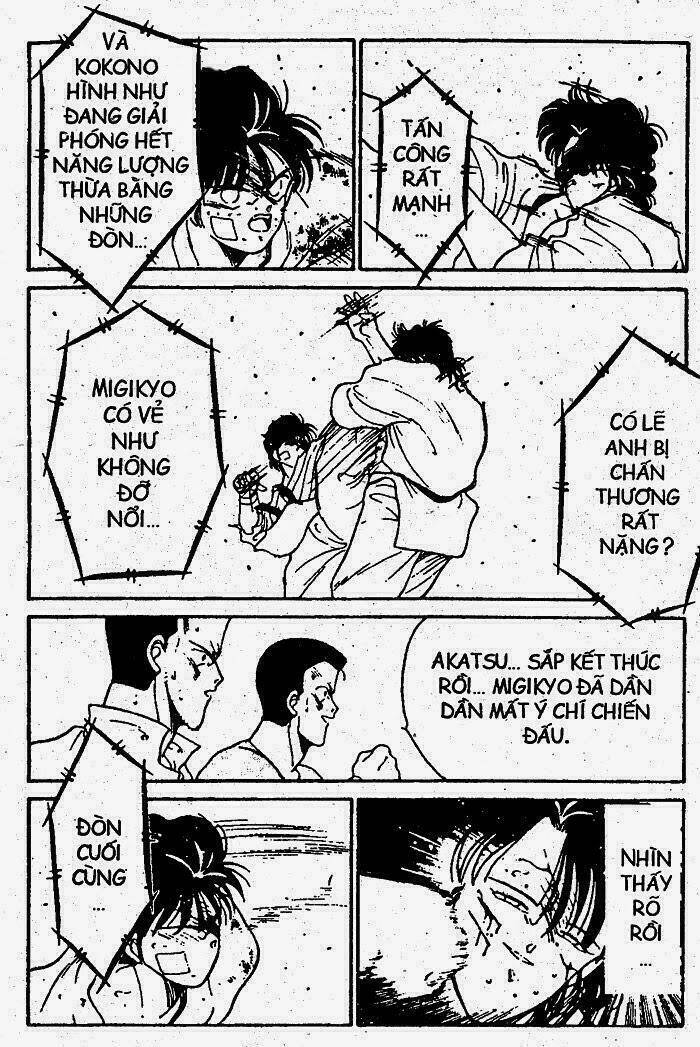 VÀ
KOKONO
HÌNH NHƯ
ĐANG GIẢI
PHÓNG HẾT
NĂNG LƯỢNG
THỪA BẰNG
NHỮNG
ĐÒN...
TẤN
CÔNG
RẤT
MẠNH
...
MIGIKYO
CÓ VẺ
NHƯ
KHÔNG
ĐỠ
NỔI...
CÓ LẼ
ANH BỊ
CHẤN
THƯƠNG
RẤT
NẶNG?
AKATSU... SẮP KẾT THÚC
RỒI... MIGIKYO ĐÃ DẦN
DẦN MẤT Ý CHÍ CHIẾN
ĐẤU.
ĐÒN
CUỐI
CÙNG
...
NHÌN
THẤY
RÕ
RỒI
...